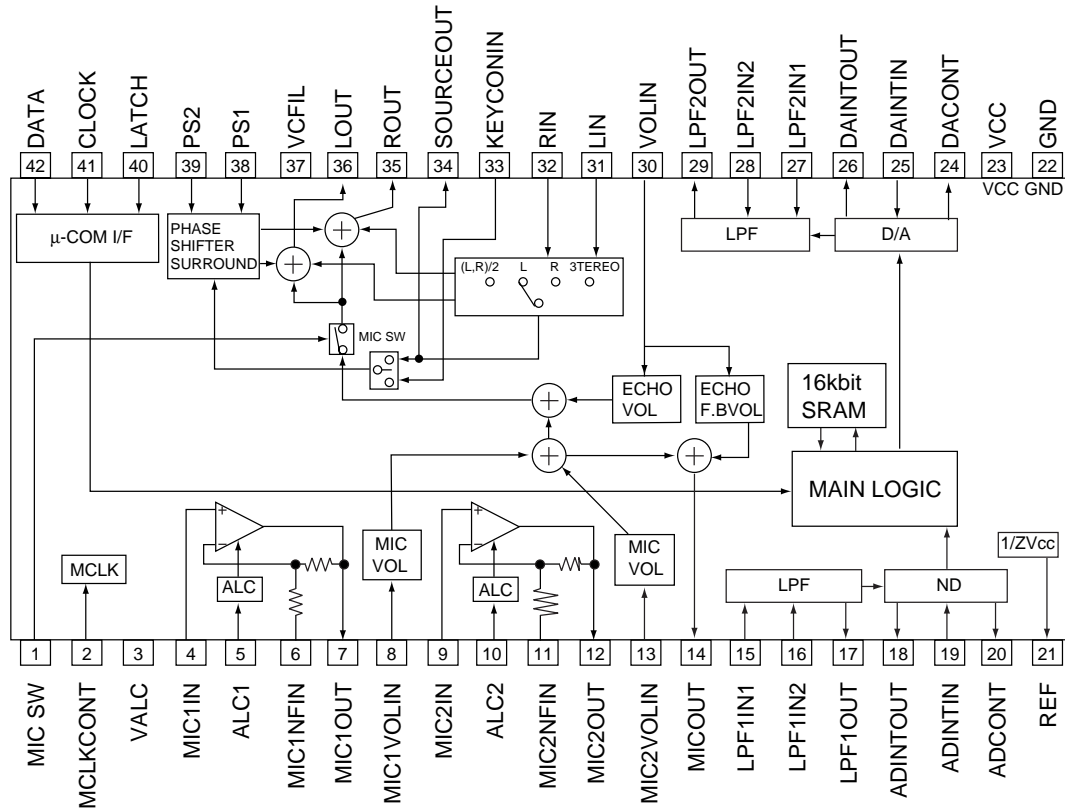 DATA
CLOCK
LATCH
PS2
PS1
VCFIL
LOUT
ROUT
SOURCEOUT
KEYCONIN
RIN
LIN
VOLIN
LPF2OUT
LPF2IN2
LPF2IN1
DAINTOUT
DAINTIN
DACONT
VCC
GND
42 41 40 39 38 37 36 35 34 33 32 31 30 29 28 27 26 25 24 23 22
VCC GND
μ-COM I/F
PHASE
SHIFTER
SURROUND
+
+
(L,R)/2 L R 3TEREO
LPF
D/A
MIC SW
ECHO
VOL
ECHO
F.BVOL
16kbit
SRAM
+
+
+
MAIN LOGIC
MCLK
+
−
ALC
MIC
VOL
+
−
ALC
MIC
VOL
LPF
ND
1/ZVcc
1 2 3 4 5 6 7 8 9 10 11 12 13 14 15 16 17 18 19 20 21
MIC SW
MCLKCONT
VALC
MIC1IN
ALC1
MIC1NFIN
MIC1OUT
MIC1VOLIN
MIC2IN
ALC2
MIC2NFIN
MIC2OUT
MIC2VOLIN
MICOUT
LPF1IN1
LPF1IN2
LPF1OUT
ADINTOUT
ADINTIN
ADCONT
REF